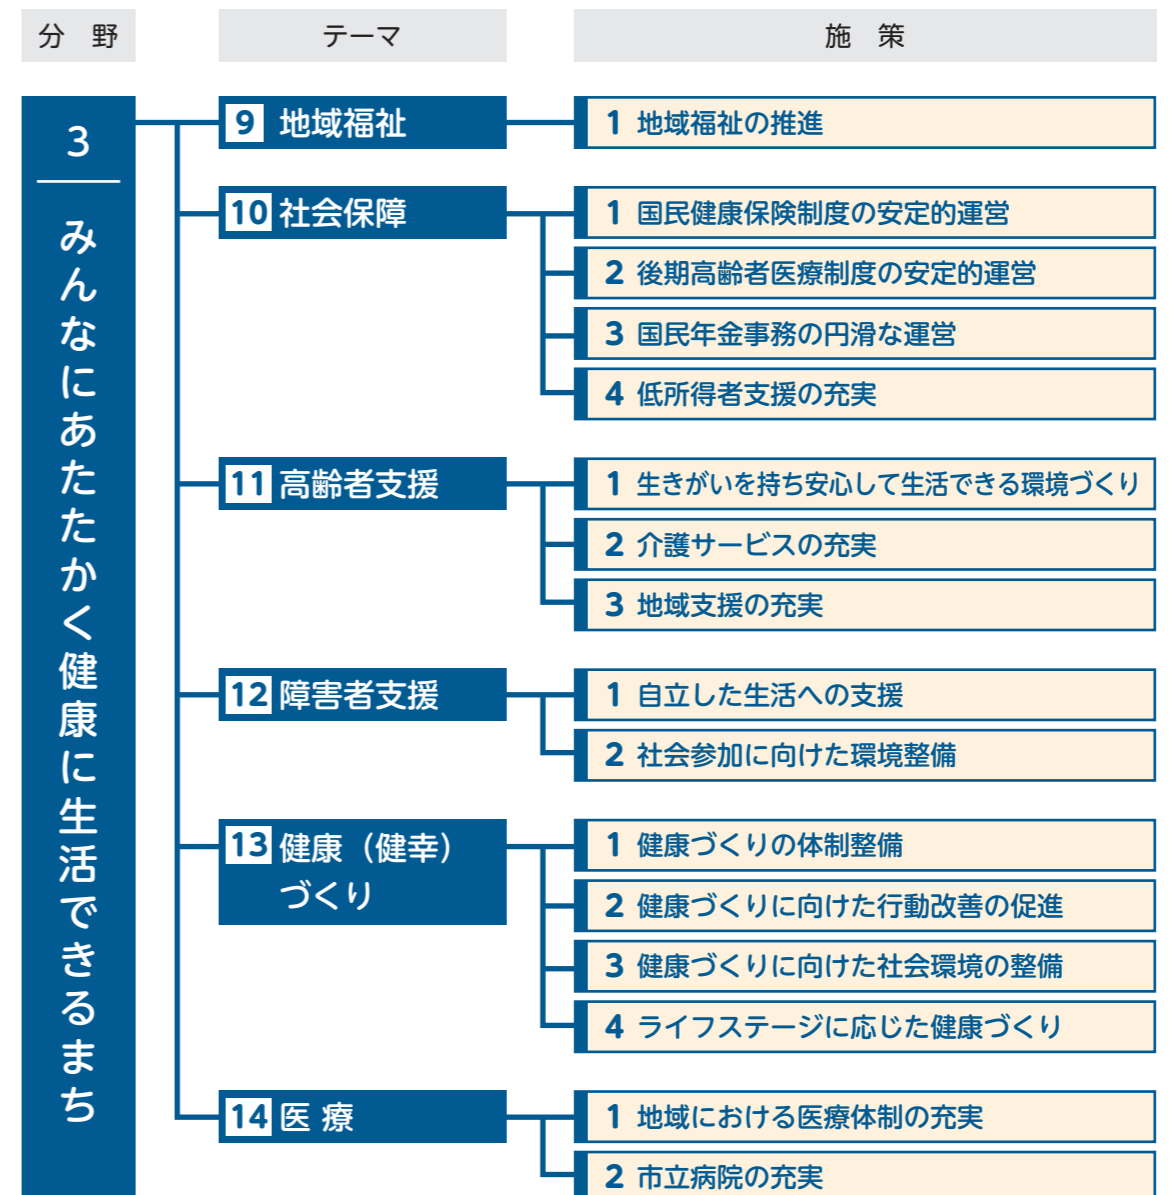 分　野
テーマ
施　策
3
みんなにあたたかく健康に生活できるまち
9 地域福祉
1 地域福祉の推進
10 社会保障
1 国民健康保険制度の安定的運営
2 後期高齢者医療制度の安定的運営
3 国民年金事務の円滑な運営
4 低所得者支援の充実
11 高齢者支援
1 生きがいを持ち安心して生活できる環境づくり
2 介護サービスの充実
3 地域支援の充実
12 障害者支援
1 自立した生活への支援
2 社会参加に向けた環境整備
13 健康（健幸）
づくり
1 健康づくりの体制整備
2 健康づくりに向けた行動改善の促進
3 健康づくりに向けた社会環境の整備
4 ライフステージに応じた健康づくり
14 医 療
1 地域における医療体制の充実
2 市立病院の充実